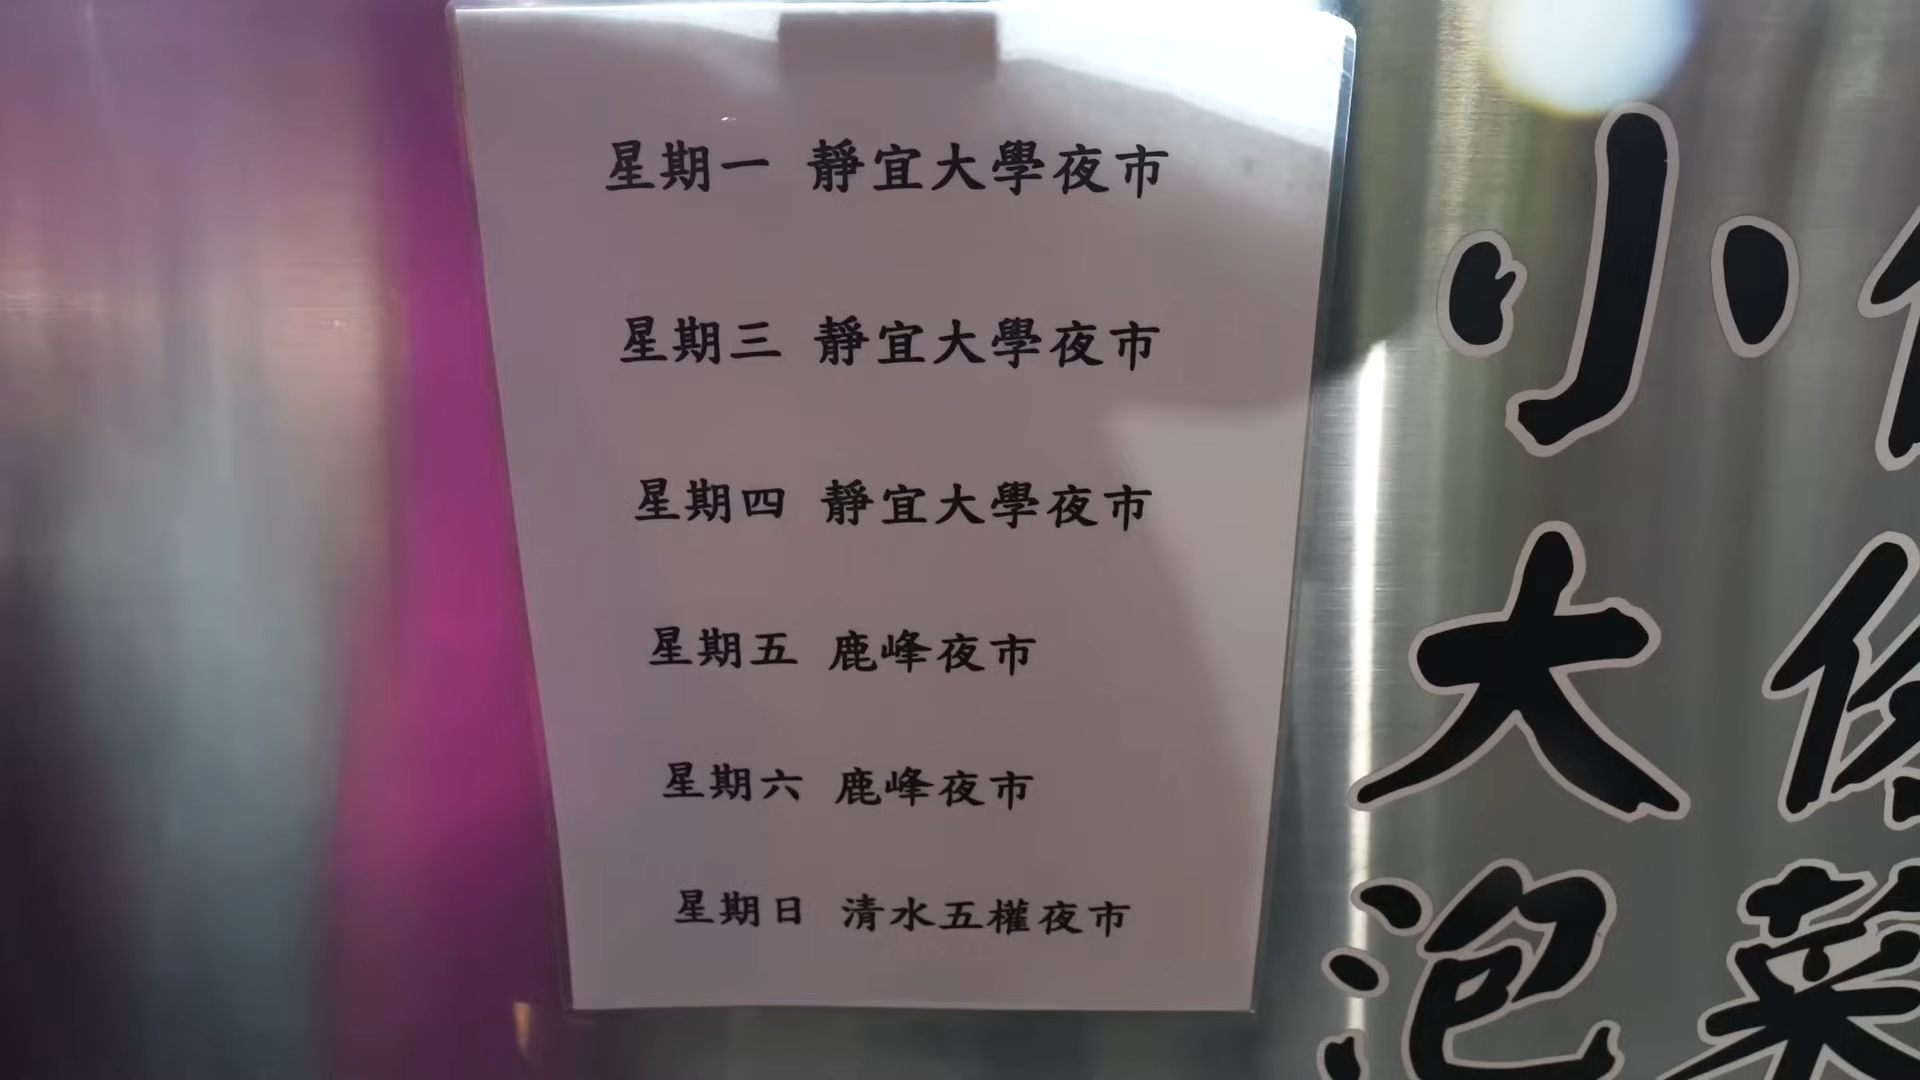 星期一 靜宜大學夜市
星期三 靜宜大學夜市
星期四 靜宜大學夜市
星期五 鹿峰夜市
星期六 鹿峰夜市
星期日 清水五權夜市
小
大
泡菜